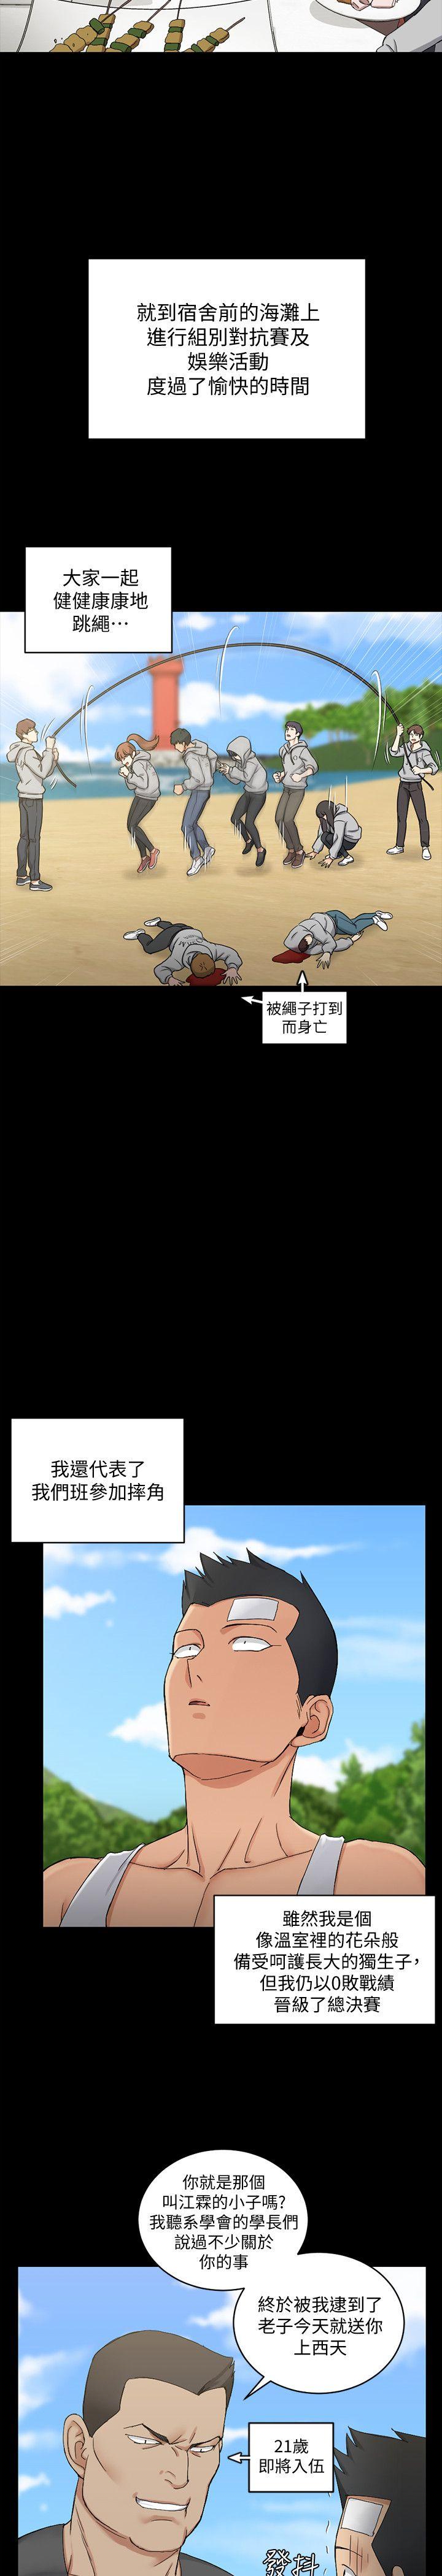 就到宿舍前的海灘上
進行組別對抗賽及
娛樂活動
度過了愉快的時間
大家一起
健健康康地
跳繩…
被繩子打到
而身亡
我還代表了
我們班參加摔角
雖然我是個
像溫室裡的花朵般
備受呵護長大的獨生子，
但我仍以0敗戰績
晉級了總決賽
你就是那個
叫江霖的小子嗎?
我聽系學會的學長們
說過不少關於
你的事
終於被我逮到了
老子今天就送你
上西天
21歲
即將入伍
發抖